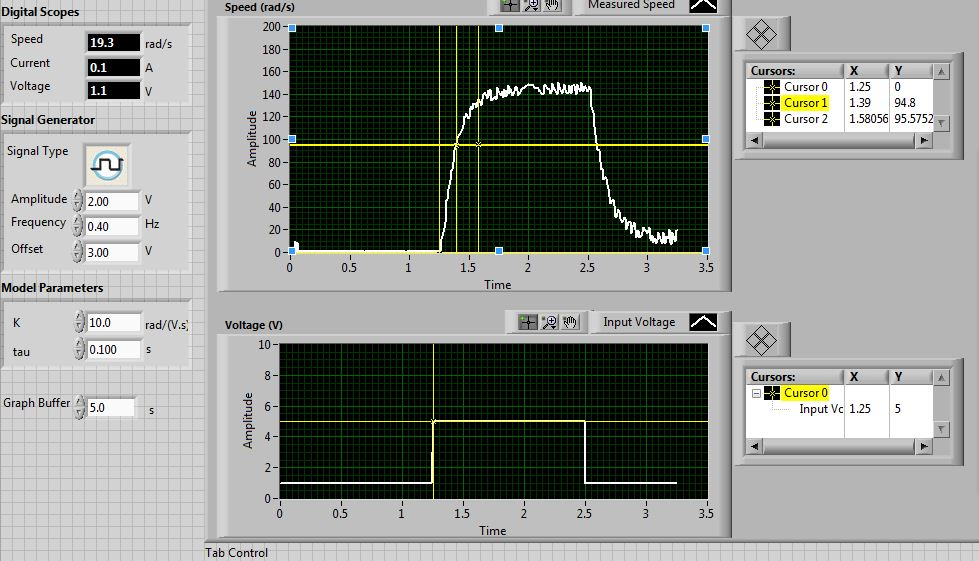 Digital Scopes
Speed 19.3 rad/s
Current 0.1 A
Voltage 1.1 V
Signal Generator
Signal Type
Amplitude 2.00 V
Frequency 0.40 Hz
Offset 3.00 V
Model Parameters
K 10.0 rad/(V.s)
tau 0.100 s
Graph Buffer 5.0 s
Speed (rad/s)
Measured Speed
Amplitude
200
180
160
140
120
100
80
60
40
20
0
0 0.5 1 1.5 2 2.5 3 3.5
Time
Cursors: X Y
Cursor 0 1.25 0
Cursor 1 1.39 94.8
Cursor 2 1.58056 95.5752
Voltage (V)
Input Voltage
Amplitude
10
8
6
4
2
0
0 0.5 1 1.5 2 2.5 3 3.5
Time
Cursors: X Y
Cursor 0
Input Vc 1.25 5
Tab Control